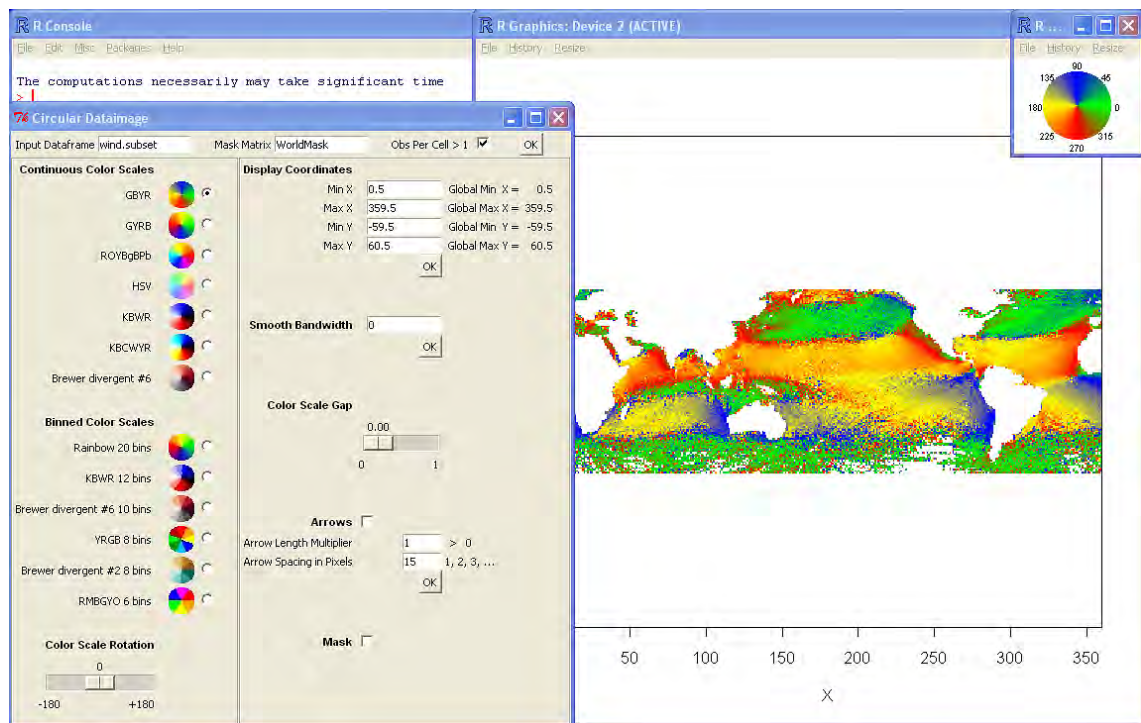 R Console
File Edit Misc Packages Help
The computations necessarily may take significant time
>
R Graphics: Device 2 (ACTIVE)
File History Resize
R ...
File History Resize
90
135 45
180 0
225 315
270
Circular Dataimage
Input Dataframe wind.subset Mask Matrix WorldMask Obs Per Cell > 1 OK
Continuous Color Scales
GBYR
GYRB
ROYBgBPb
HSV
KBWR
KBCWYR
Brewer divergent #6
Binned Color Scales
Rainbow 20 bins
KBWR 12 bins
Brewer divergent #6 10 bins
YRGB 8 bins
Brewer divergent #2 8 bins
RMBGYO 6 bins
Color Scale Rotation
0
-180 +180
Display Coordinates
Min X 0.5 Global Min X = 0.5
Max X 359.5 Global Max X = 359.5
Min Y -59.5 Global Min Y = -59.5
Max Y 60.5 Global Max Y = 60.5
OK
Smooth Bandwidth 0
OK
Color Scale Gap
0.00
0 1
Arrows
Arrow Length Multiplier 1 > 0
Arrow Spacing in Pixels 15 1, 2, 3, ...
OK
Mask
50 100 150 200 250 300 350
X